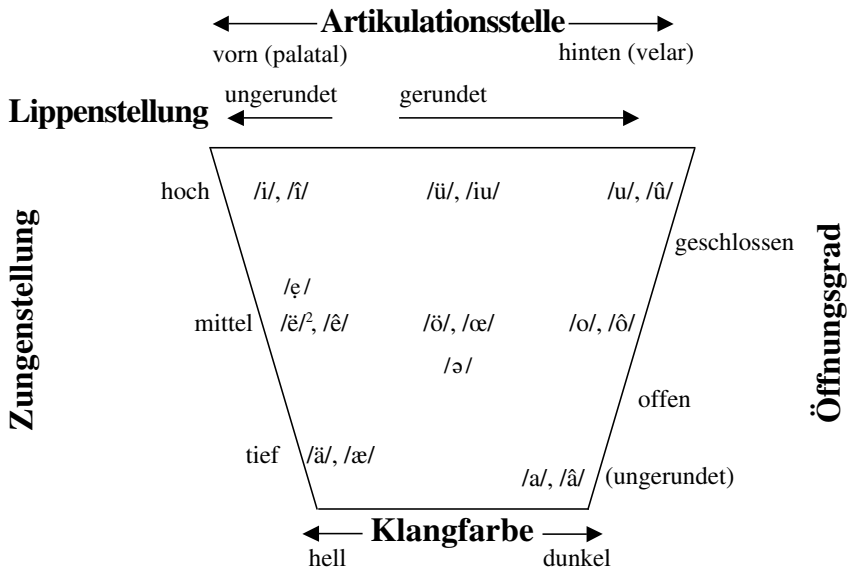 Artikulationsstelle
vorn (palatal) hinten (velar)
ungerundet gerundet
Lippenstellung
hoch /i/, /î/ /ü/, /iu/ /u/, /û/
geschlossen
Zungenstellung
Öffnungsgrad
/ẹ/
mittel /ë/², /ê/ /ö/, /œ/ /o/, /ô/
/ə/
offen
tief /ä/, /æ/
/a/, /â/ (ungerundet)
Klangfarbe
hell dunkel